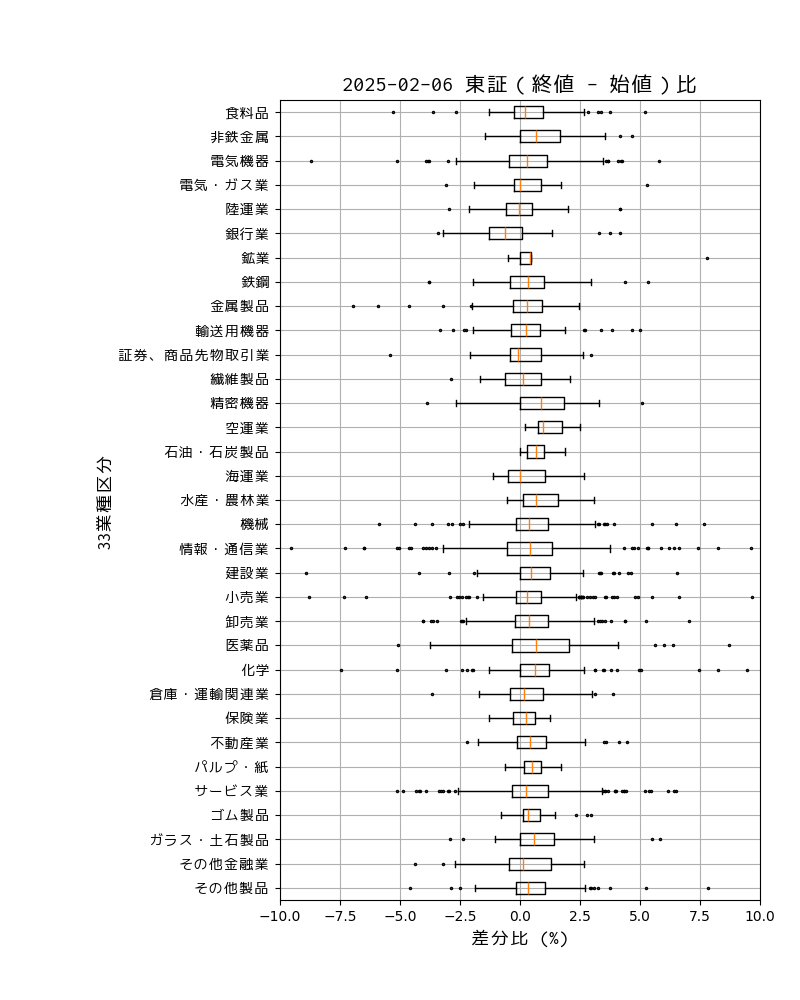 2025-02-06 東証 ( 終値 - 始値 ) 比
食料品
非鉄金属
電気機器
電気・ガス業
陸運業
銀行業
鉱業
鉄鋼
金属製品
輸送用機器
証券、商品先物取引業
繊維製品
精密機器
空運業
石油・石炭製品
海運業
水産・農林業
機械
情報・通信業
建設業
小売業
卸売業
医薬品
化学
倉庫・運輸関連業
保険業
不動産業
パルプ・紙
サービス業
ゴム製品
ガラス・土石製品
その他金融業
その他製品
33業種区分
−10.0 −7.5 −5.0 −2.5 0.0 2.5 5.0 7.5 10.0
差分比 (%)